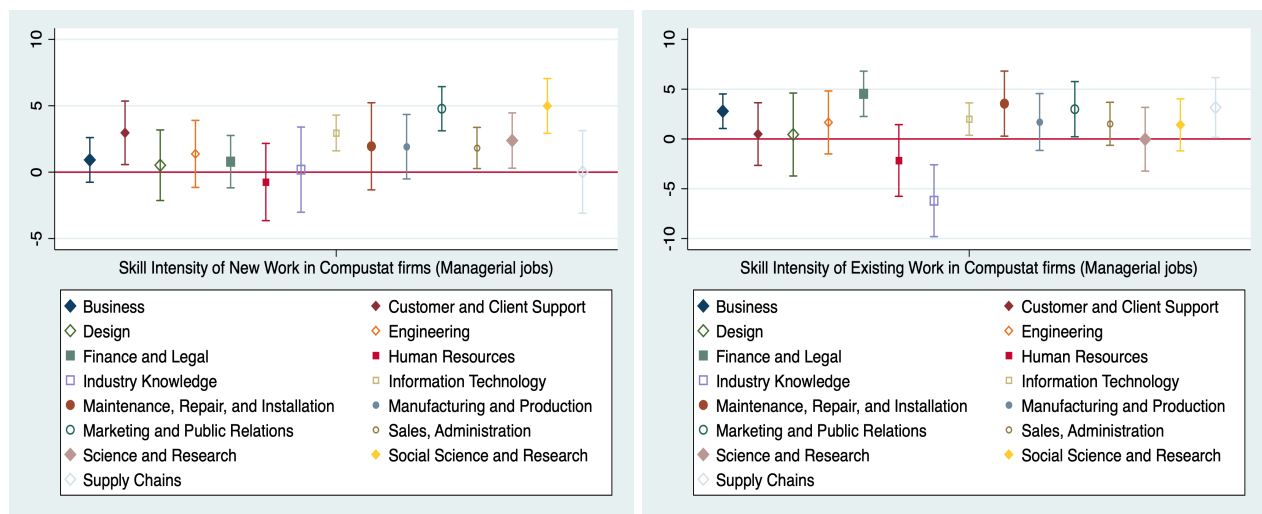 10
5
0
-5
Skill Intensity of New Work in Compustat firms (Managerial jobs)
Business
Customer and Client Support
Design
Engineering
Finance and Legal
Human Resources
Industry Knowledge
Information Technology
Maintenance, Repair, and Installation
Manufacturing and Production
Marketing and Public Relations
Sales, Administration
Science and Research
Social Science and Research
Supply Chains
10
5
0
-5
-10
Skill Intensity of Existing Work in Compustat firms (Managerial jobs)
Business
Customer and Client Support
Design
Engineering
Finance and Legal
Human Resources
Industry Knowledge
Information Technology
Maintenance, Repair, and Installation
Manufacturing and Production
Marketing and Public Relations
Sales, Administration
Science and Research
Social Science and Research
Supply Chains